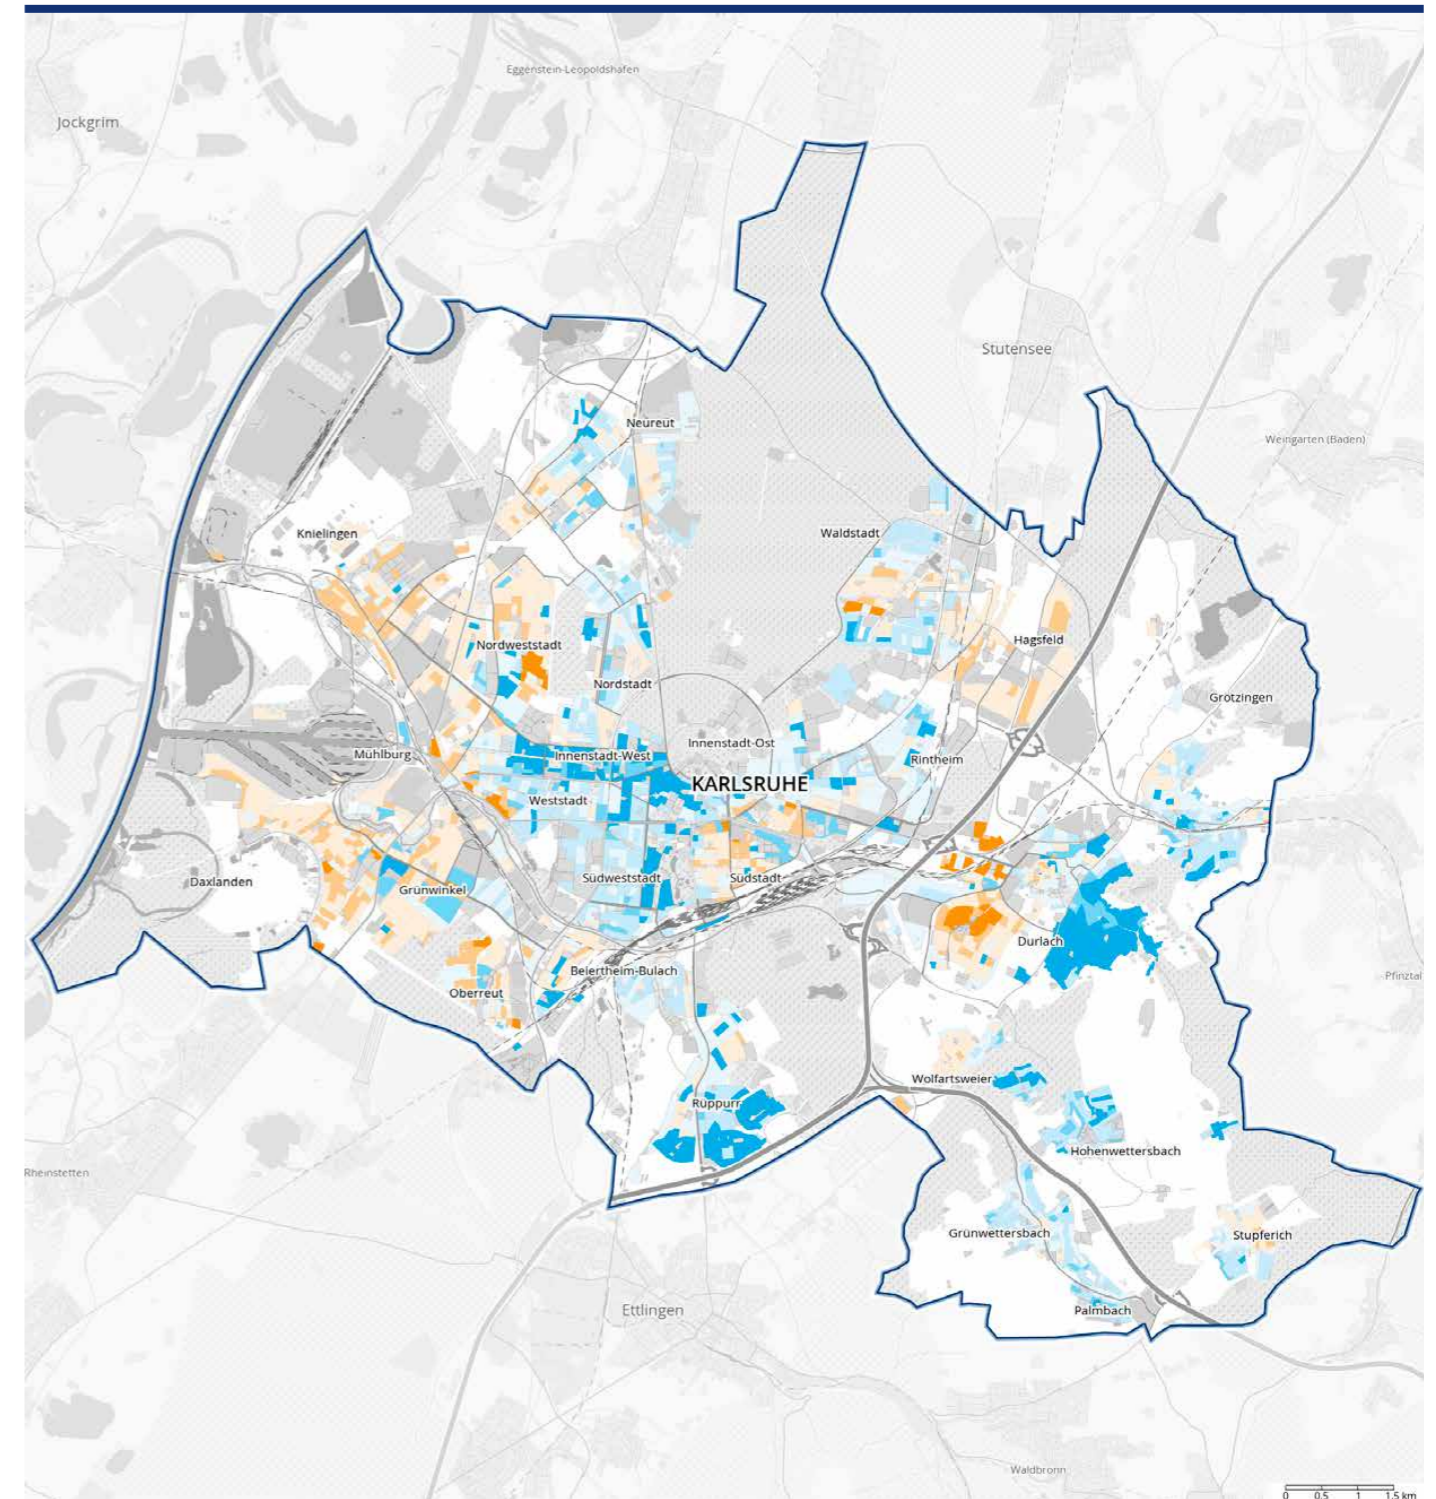 Eggenstein-Leopoldshafen
Jockgrim
Stutensee
Neureut
Weingarten (Baden)
Knielingen
Waldstadt
Nordweststadt
Hagsfeld
Nordstadt
Grötzingen
Innenstadt-Ost
Mühlburg
Innenstadt-West
Rintheim
KARLSRUHE
Weststadt
Daxlanden
Grünwinkel
Südweststadt
Südstadt
Durlach
Beiertheim-Bulach
Pfinztal
Oberreut
Wolfartsweier
Rüppurr
Hohenwettersbach
Rheinstetten
Grünwettersbach
Stupferich
Ettlingen
Palmbach
Waldbronn
0 0.5 1 1.5 km